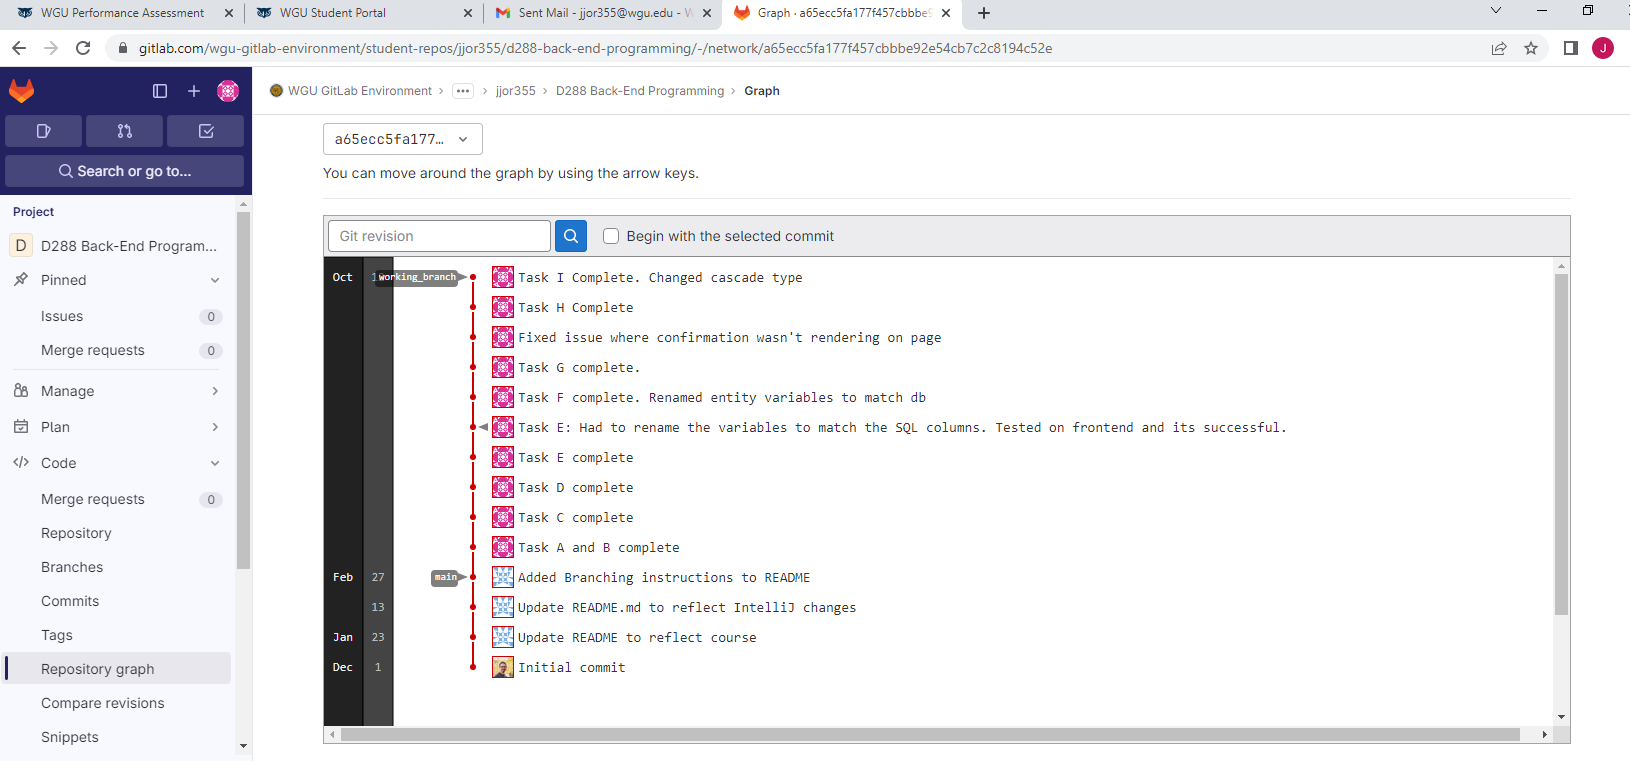 WGU Performance Assessment
WGU Student Portal
Sent Mail - jjor355@wgu.edu - W
Graph · a65ecc5fa177f457cbbbe9
gitlab.com/wgu-gitlab-environment/student-repos/jjor355/d288-back-end-programming/-/network/a65ecc5fa177f457cbbbe92e54cb7c2c8194c52e
J
WGU GitLab Environment › ... › jjor355 › D288 Back-End Programming › Graph
Search or go to...
Project
D D288 Back-End Program...
Pinned
Issues 0
Merge requests 0
Manage
Plan
Code
Merge requests 0
Repository
Branches
Commits
Tags
Repository graph
Compare revisions
Snippets
a65ecc5fa177…
You can move around the graph by using the arrow keys.
Git revision
Begin with the selected commit
Oct working_branch Task I Complete. Changed cascade type
Task H Complete
Fixed issue where confirmation wasn't rendering on page
Task G complete.
Task F complete. Renamed entity variables to match db
Task E: Had to rename the variables to match the SQL columns. Tested on frontend and its successful.
Task E complete
Task D complete
Task C complete
Task A and B complete
Feb 27 main Added Branching instructions to README
13 Update README.md to reflect IntelliJ changes
Jan 23 Update README to reflect course
Dec 1 Initial commit